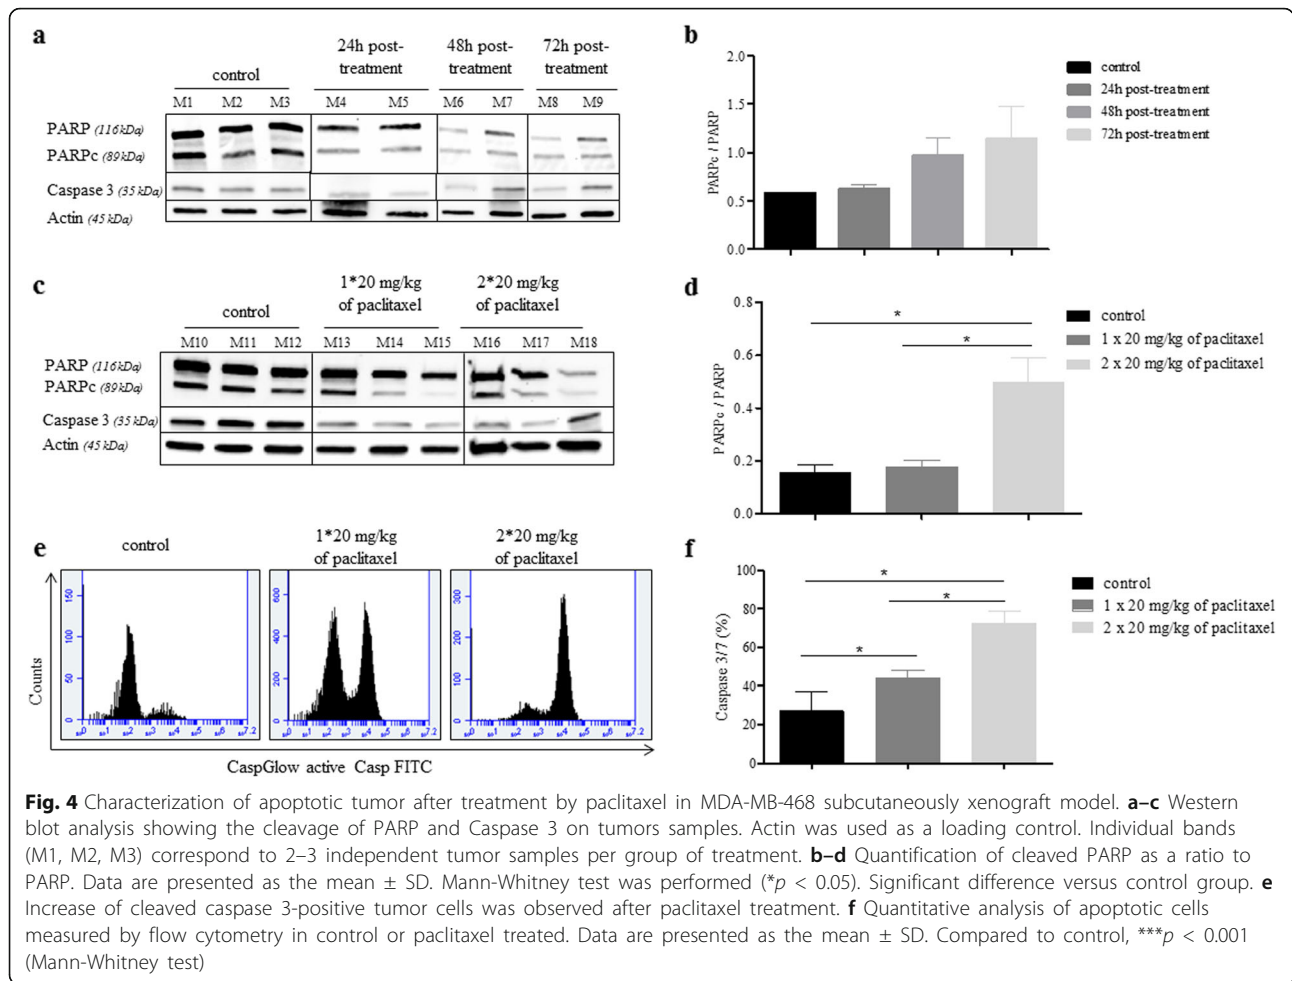 a
control
24h post-
treatment
48h post-
treatment
72h post-
treatment
M1 M2 M3 M4 M5 M6 M7 M8 M9
PARP (116kDa)
PARPc (89kDa)
Caspase 3 (35 kDa)
Actin (45 kDa)
b
2.0
1.5
1.0
0.5
0.0
PARPc / PARP
control
24h post-treatment
48h post-treatment
72h post-treatment
c
control
1*20 mg/kg
of paclitaxel
2*20 mg/kg
of paclitaxel
M10 M11 M12 M13 M14 M15 M16 M17 M18
PARP (116kDa)
PARPc (89kDa)
Caspase 3 (35 kDa)
Actin (45 kDa)
d
0.8
0.6
0.4
0.2
0.0
PARPc / PARP
* 
*
control
1 x 20 mg/kg of paclitaxel
2 x 20 mg/kg of paclitaxel
e
control
1*20 mg/kg
of paclitaxel
2*20 mg/kg
of paclitaxel
Counts
150
100
50
0
600
400
200
0
300
200
100
0
CaspGlow active Casp FITC
f
100
80
60
40
20
0
Caspase 3/7 (%)
*
*
*
control
1 x 20 mg/kg of paclitaxel
2 x 20 mg/kg of paclitaxel
Fig. 4 Characterization of apoptotic tumor after treatment by paclitaxel in MDA-MB-468 subcutaneously xenograft model. a–c Western
blot analysis showing the cleavage of PARP and Caspase 3 on tumors samples. Actin was used as a loading control. Individual bands
(M1, M2, M3) correspond to 2–3 independent tumor samples per group of treatment. b–d Quantification of cleaved PARP as a ratio to
PARP. Data are presented as the mean ± SD. Mann-Whitney test was performed (*p < 0.05). Significant difference versus control group. e
Increase of cleaved caspase 3-positive tumor cells was observed after paclitaxel treatment. f Quantitative analysis of apoptotic cells
measured by flow cytometry in control or paclitaxel treated. Data are presented as the mean ± SD. Compared to control, ***p < 0.001
(Mann-Whitney test)